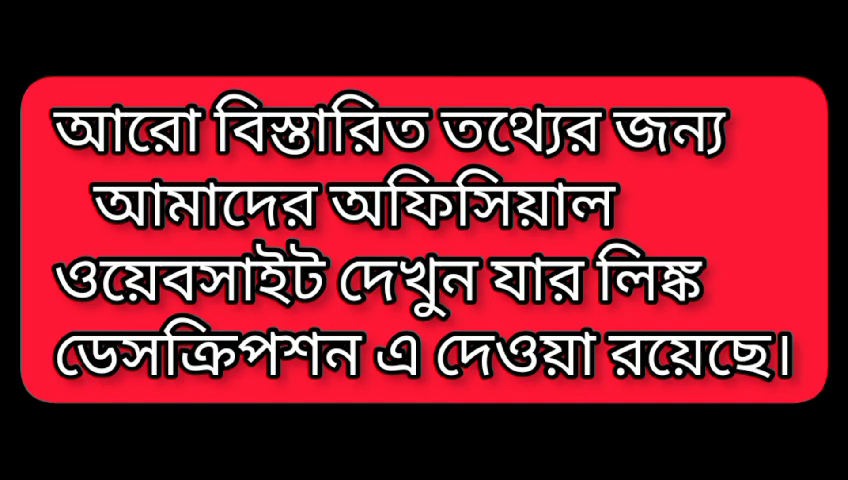 আরো বিস্তারিত তথ্যের জন্য
আমাদের অফিসিয়াল
ওয়েবসাইট দেখুন যার লিঙ্ক
ডেসক্রিপশন এ দেওয়া রয়েছে।